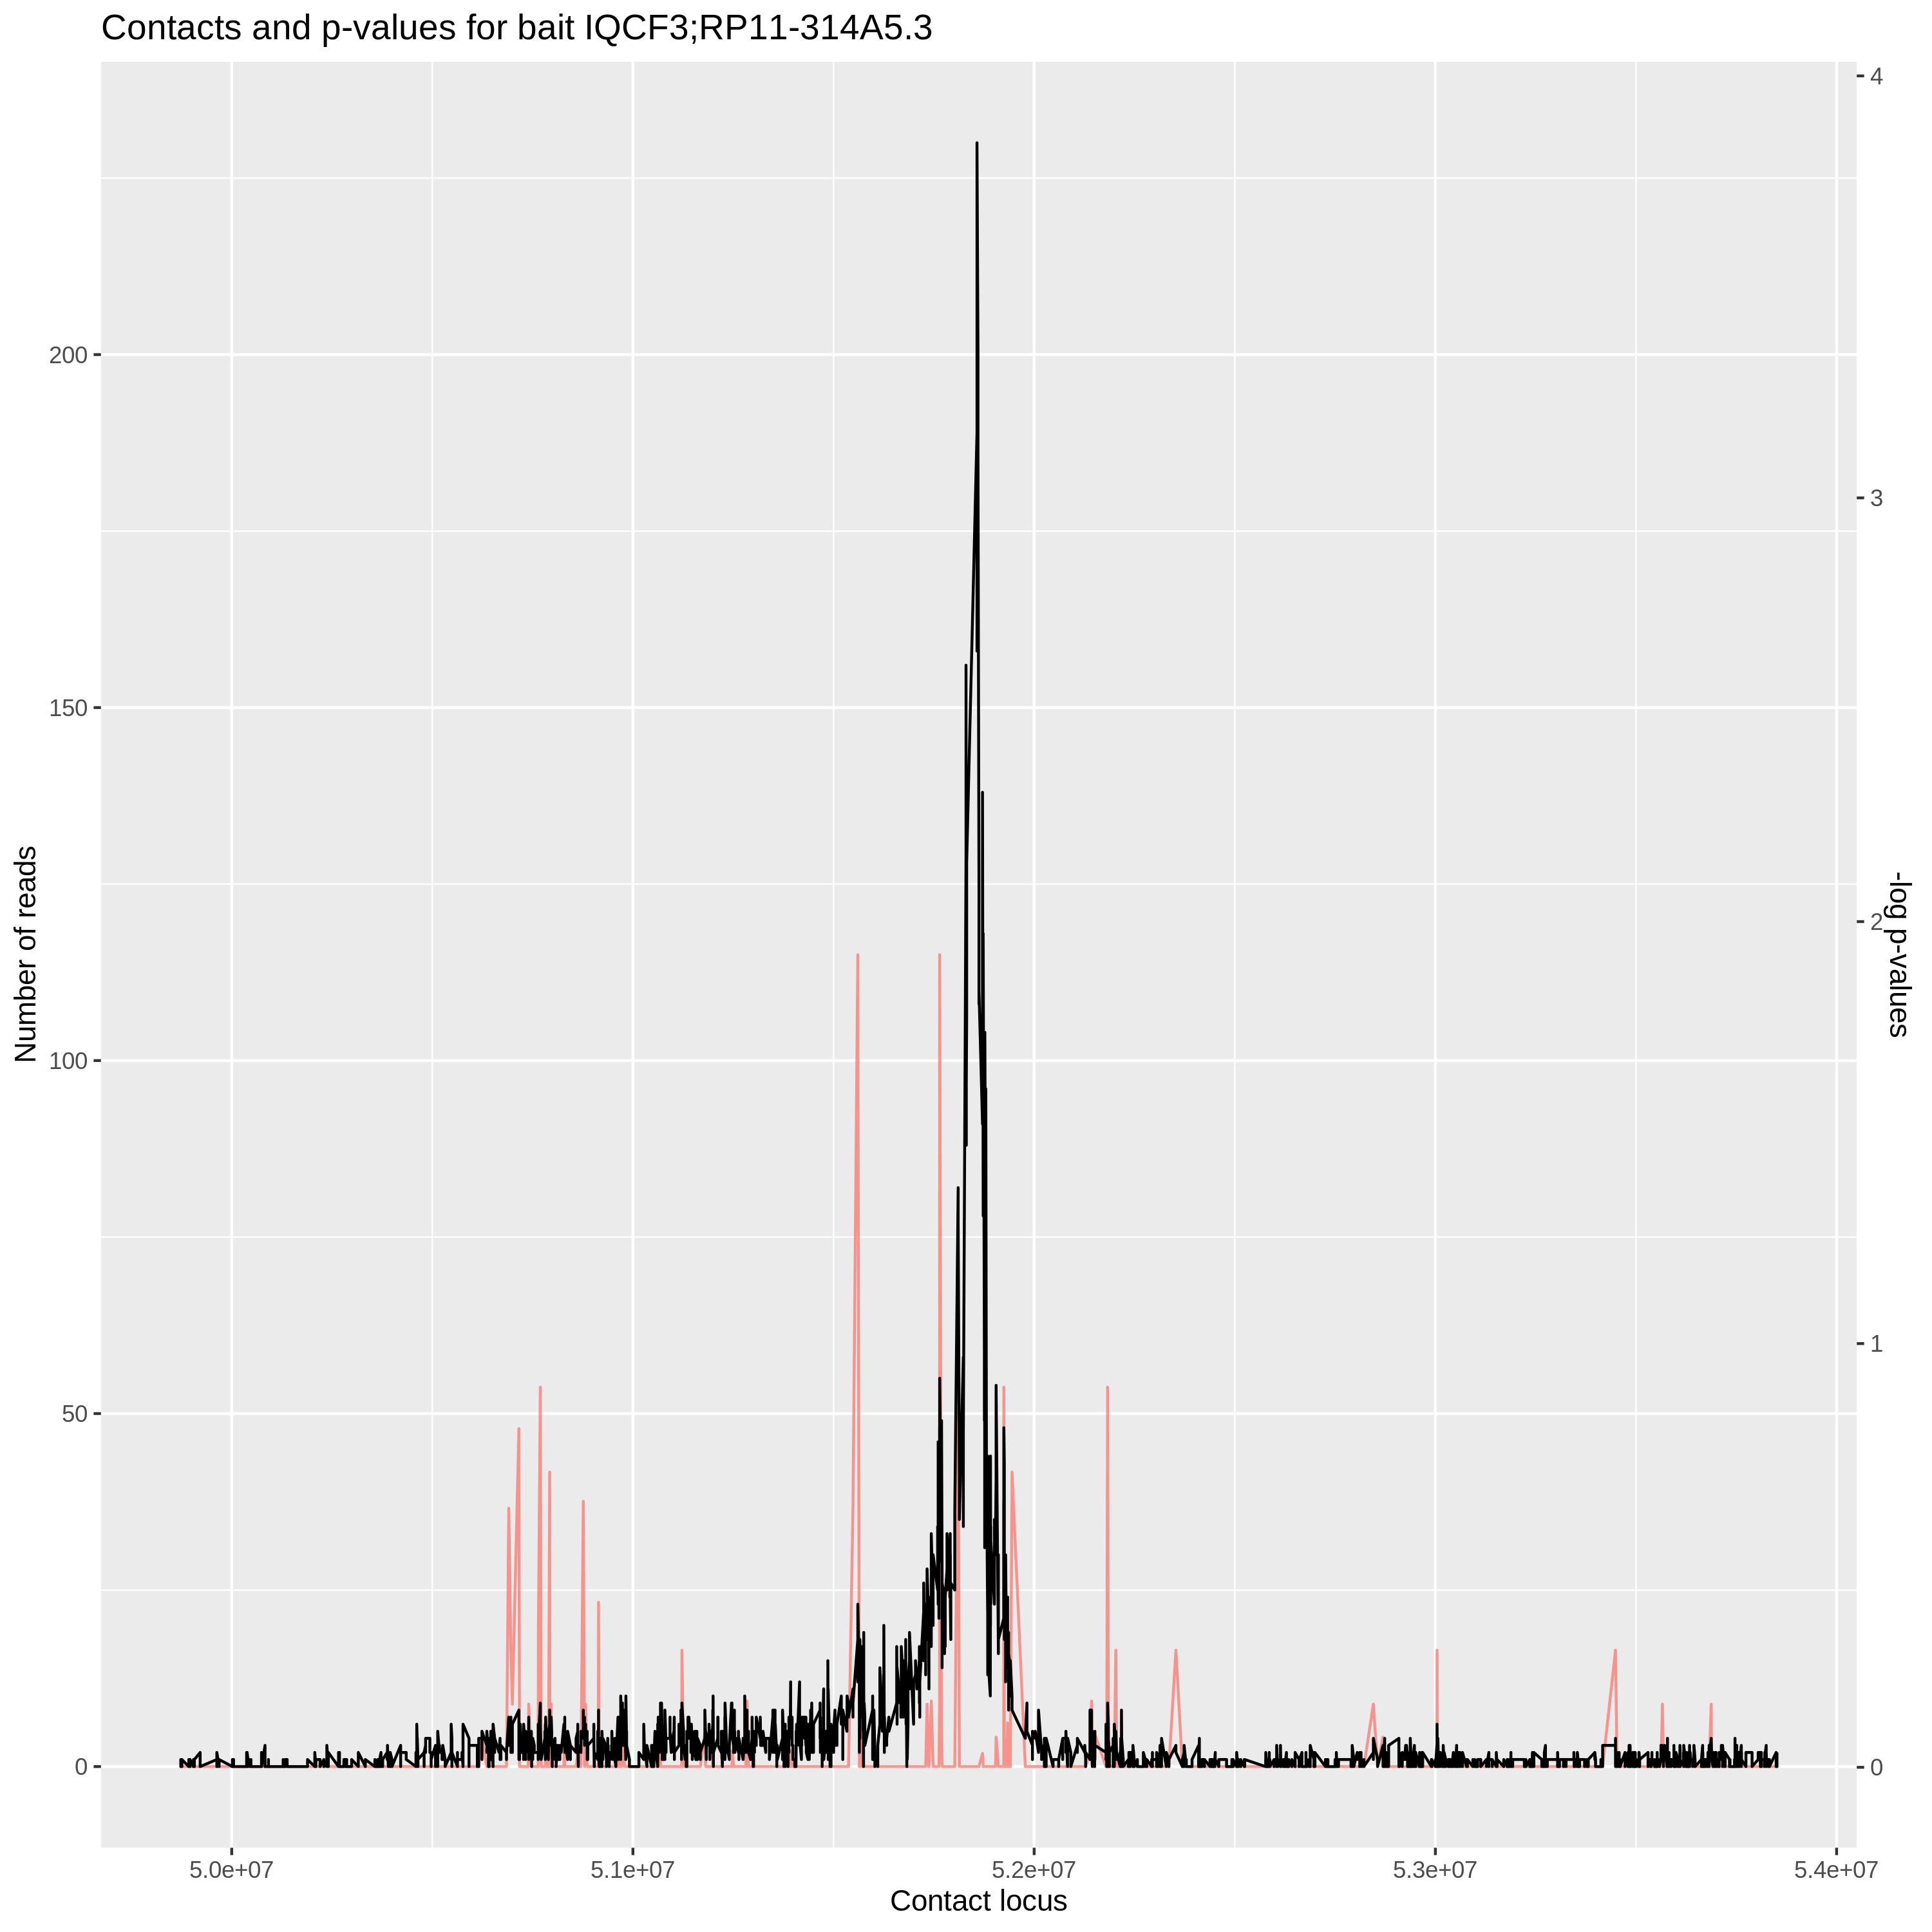 Contacts and p-values for bait IQCF3;RP11-314A5.3
Number of reads
200
150
100
50
0
4
3
2
1
0
-log p-values
5.0e+07 5.1e+07 5.2e+07 5.3e+07 5.4e+07
Contact locus